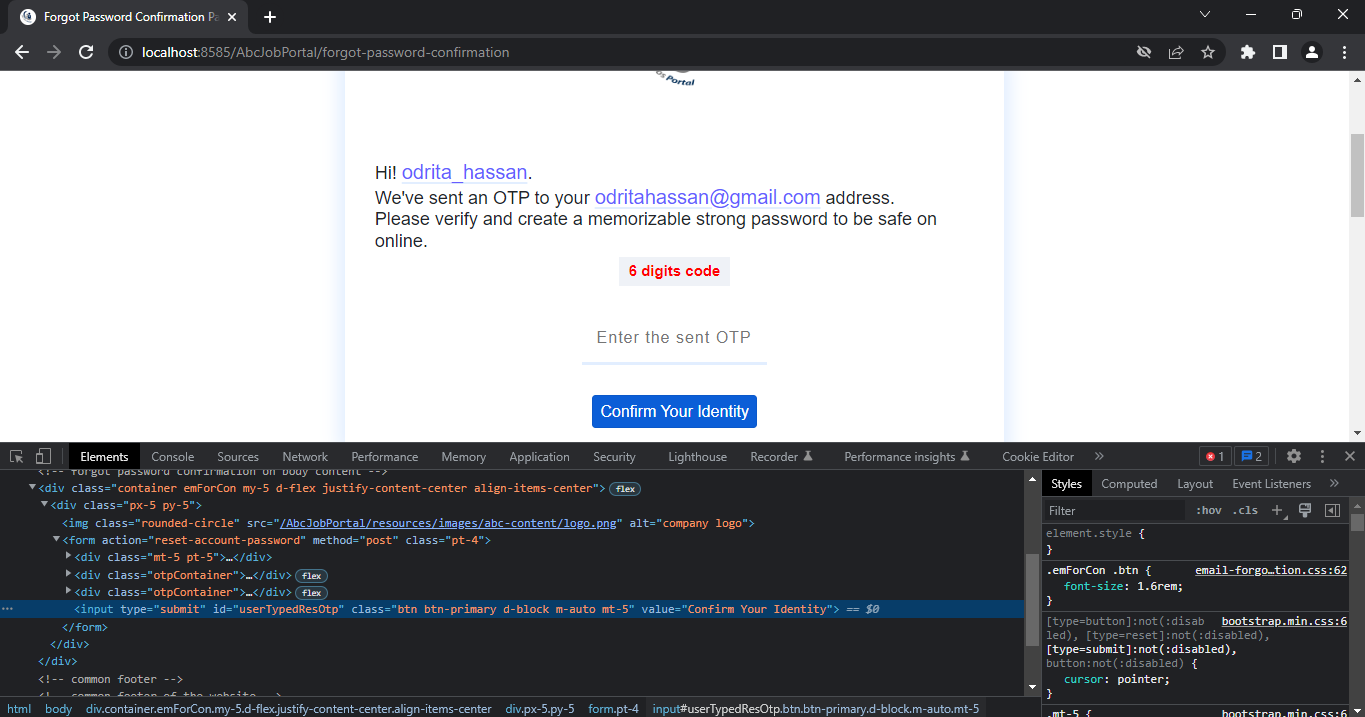 Forgot Password Confirmation Pa
localhost:8585/AbcJobPortal/forgot-password-confirmation
os Portal
Hi! odrita_hassan.
We've sent an OTP to your odritahassan@gmail.com address.
Please verify and create a memorizable strong password to be safe on
online.
6 digits code
Enter the sent OTP
Confirm Your Identity
Elements Console Sources Network Performance Memory Application Security Lighthouse Recorder Performance insights Cookie Editor » 1 2
<!-- forgot password confirmation on body content -->
<div class="container emForCon my-5 d-flex justify-content-center align-items-center"> flex
<div class="px-5 py-5">
<img class="rounded-circle" src="/AbcJobPortal/resources/images/abc-content/logo.png" alt="company logo">
<form action="reset-account-password" method="post" class="pt-4">
<div class="mt-5 pt-5">…</div>
<div class="otpContainer">…</div> flex
<div class="otpContainer">…</div> flex
<input type="submit" id="userTypedResOtp" class="btn btn-primary d-block m-auto mt-5" value="Confirm Your Identity"> == $0
</form>
</div>
</div>
<!-- common footer -->
<!-- common footer of the website -->
html body div.container.emForCon.my-5.d-flex.justify-content-center.align-items-center div.px-5.py-5 form.pt-4 input#userTypedResOtp.btn.btn-primary.d-block.m-auto.mt-5
Styles Computed Layout Event Listeners »
Filter :hov .cls +
element.style {
}
.emForCon .btn { email-forgo…tion.css:62
font-size: 1.6rem;
}
[type=button]:not(:disab bootstrap.min.css:6
led), [type=reset]:not(:disabled),
[type=submit]:not(:disabled),
button:not(:disabled) {
cursor: pointer;
}
.mt-5 { bootstrap.min.css:6